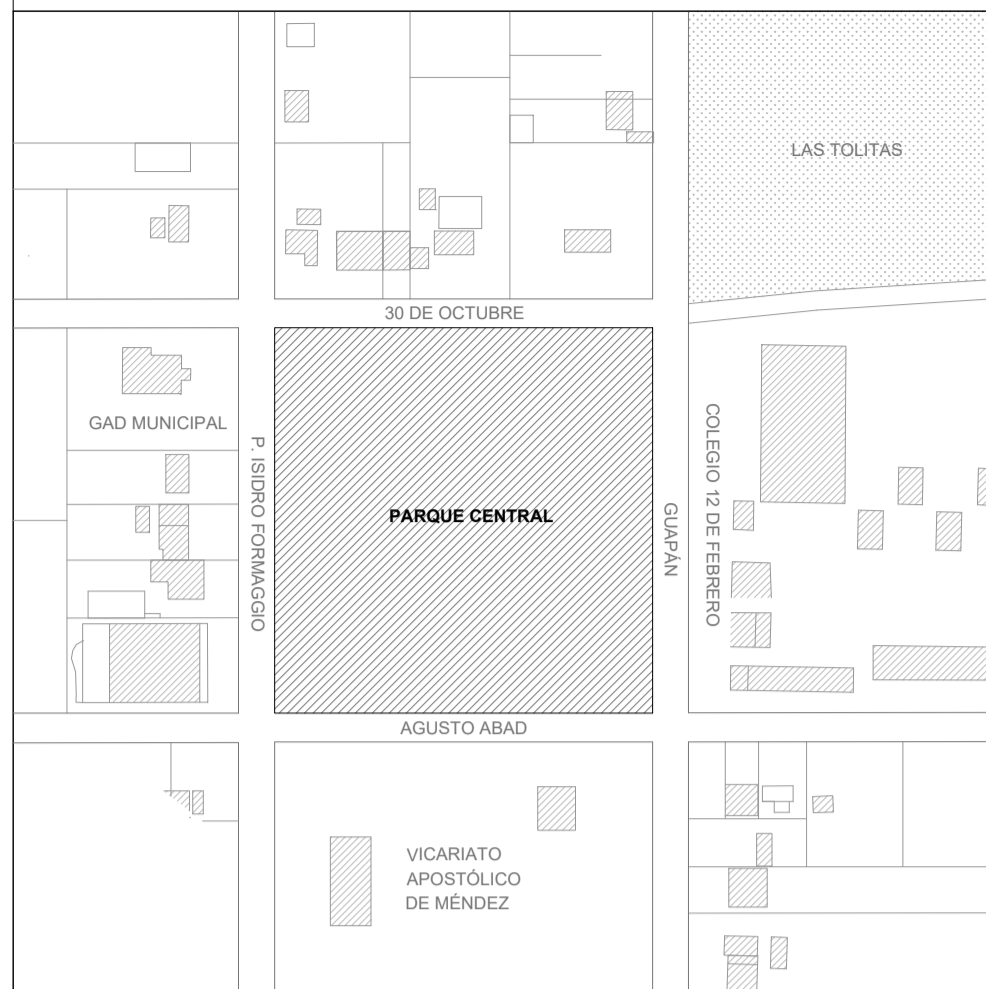 LAS TOLITAS
30 DE OCTUBRE
GAD MUNICIPAL
P. ISIDRO FORMAGGIO
PARQUE CENTRAL
GUAPÁN
COLEGIO 12 DE FEBRERO
AGUSTO ABAD
VICARIATO
APOSTÓLICO
DE MÉNDEZ